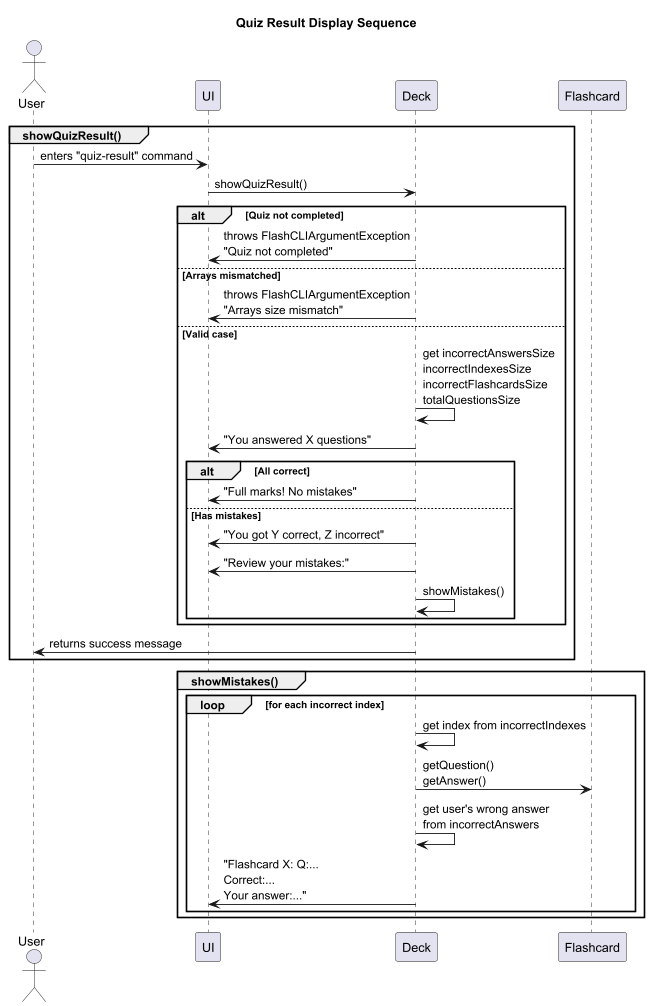 Quiz Result Display Sequence
User
UI
Deck
Flashcard
showQuizResult()
enters "quiz-result" command
showQuizResult()
alt
[Quiz not completed]
throws FlashCLIArgumentException
"Quiz not completed"
[Arrays mismatched]
throws FlashCLIArgumentException
"Arrays size mismatch"
[Valid case]
get incorrectAnswersSize
incorrectIndexesSize
incorrectFlashcardsSize
totalQuestionsSize
"You answered X questions"
alt
[All correct]
"Full marks! No mistakes"
[Has mistakes]
"You got Y correct, Z incorrect"
"Review your mistakes:"
showMistakes()
returns success message
showMistakes()
loop
[for each incorrect index]
get index from incorrectIndexes
getQuestion()
getAnswer()
get user's wrong answer
from incorrectAnswers
"Flashcard X: Q:...
Correct:...
Your answer:..."
User
UI
Deck
Flashcard